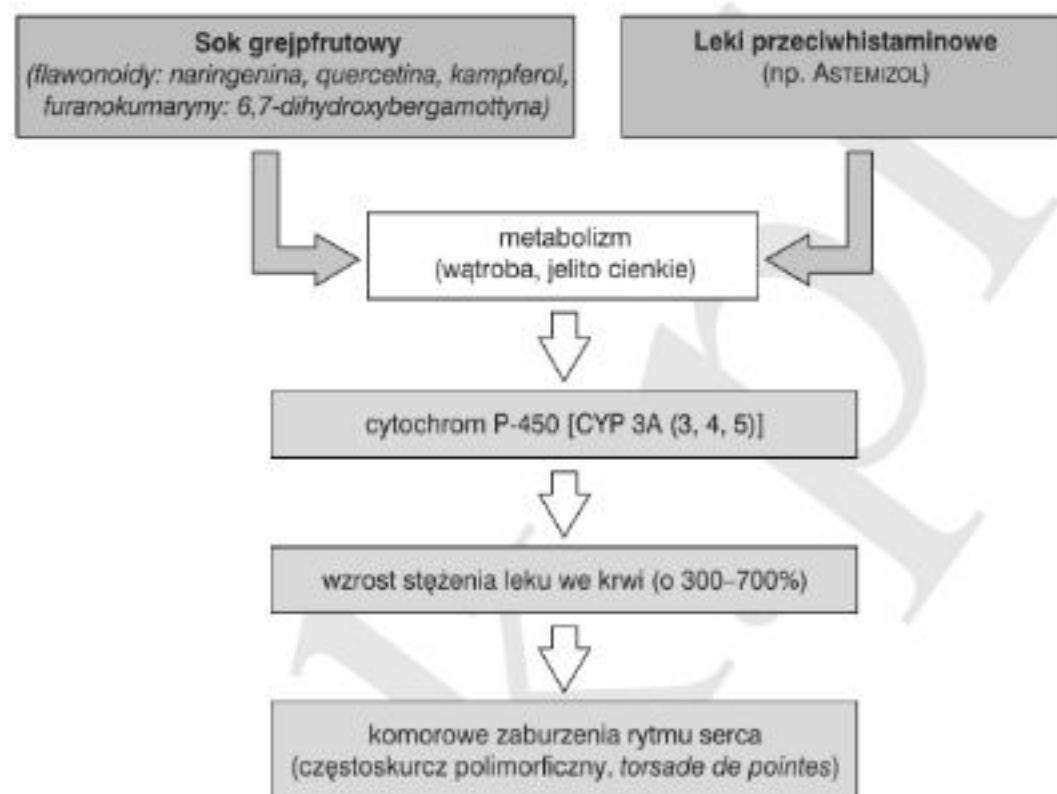 Sok grejpfrutowy
(flawonoidy: naringenina, quercetina, kampferol,
furanokumaryny: 6,7-dihydroxybergamottyna)
Leki przeciwhistaminowe
(np. ASTEMIZOL)
metabolizm
(wątroba, jelito cienkie)
cytochrom P-450 [CYP 3A (3, 4, 5)]
wzrost stężenia leku we krwi (o 300–700%)
komorowe zaburzenia rytmu serca
(częstoskurcz polimorficzny, torsade de pointes)
k.pl